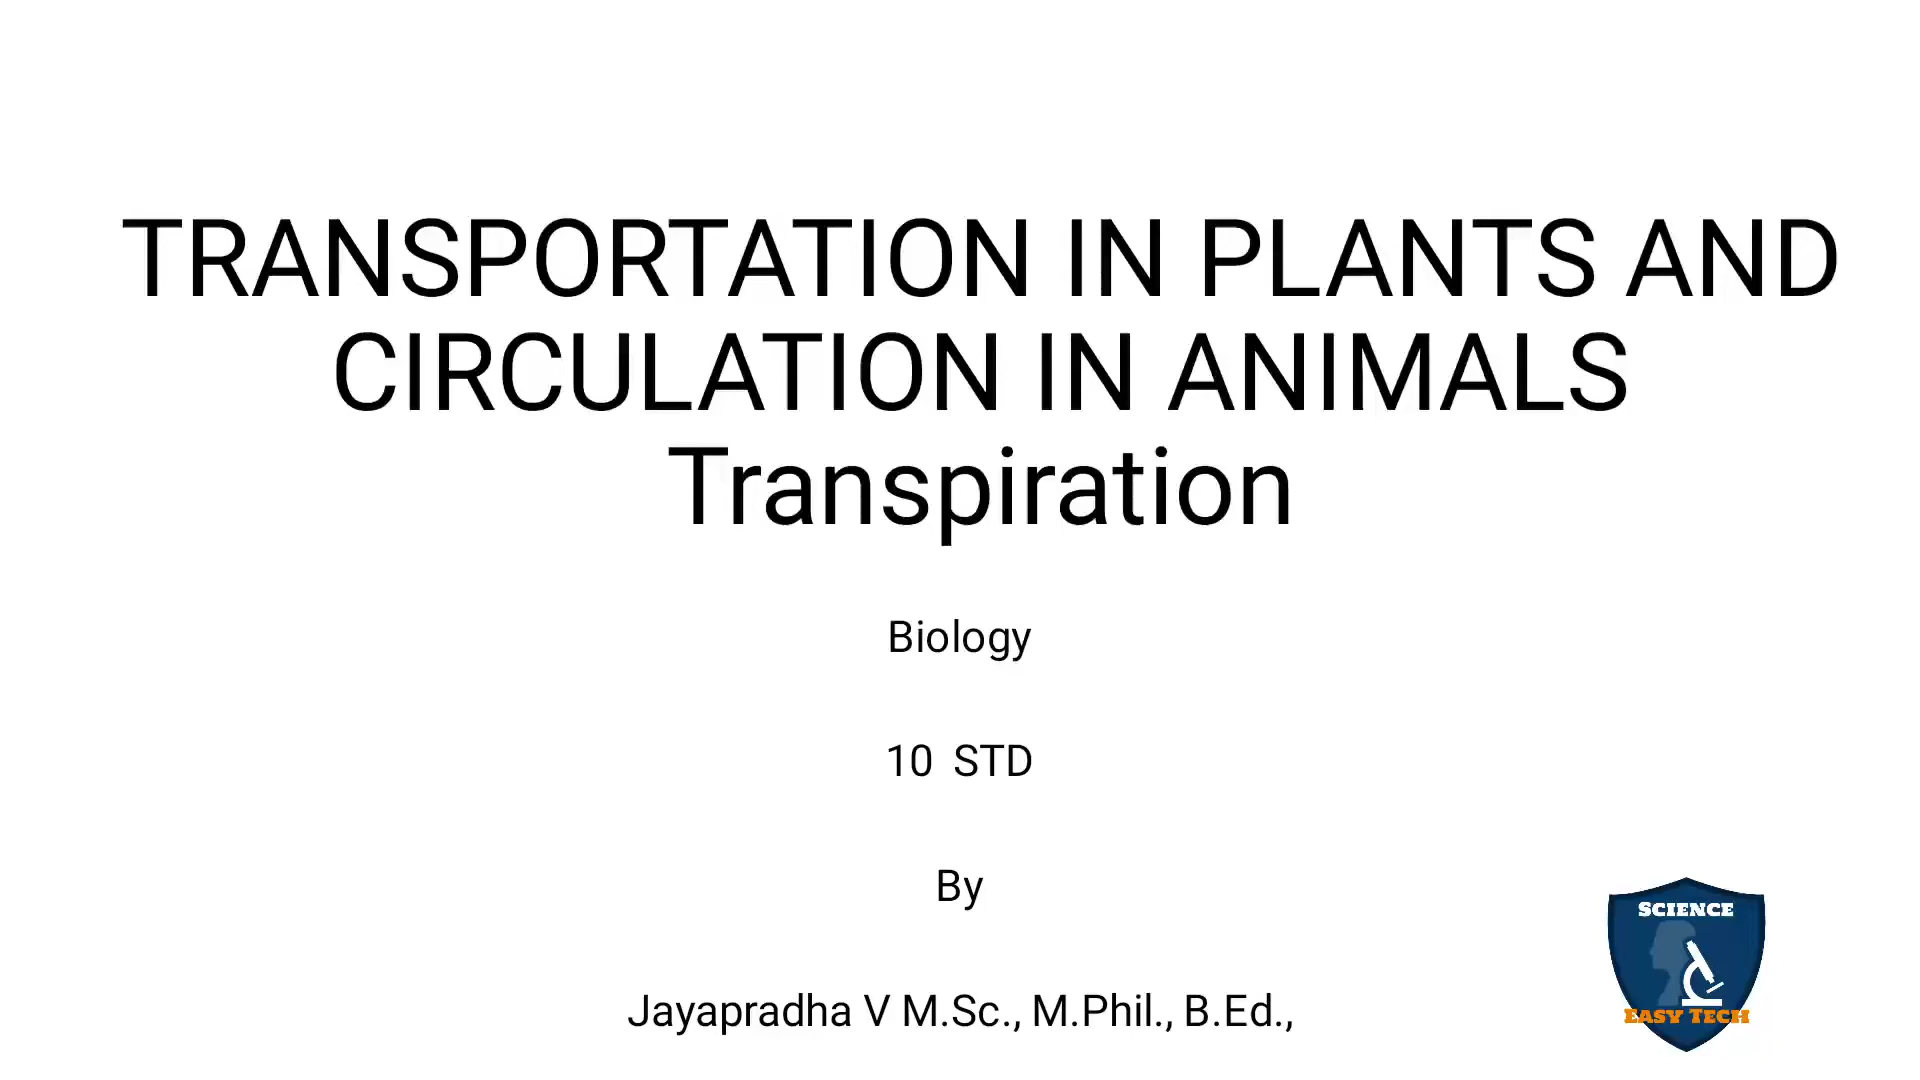 TRANSPORTATION IN PLANTS AND
CIRCULATION IN ANIMALS
Transpiration
Biology
10 STD
By
Jayapradha V M.Sc., M.Phil., B.Ed.,
SCIENCE
EASY TECH